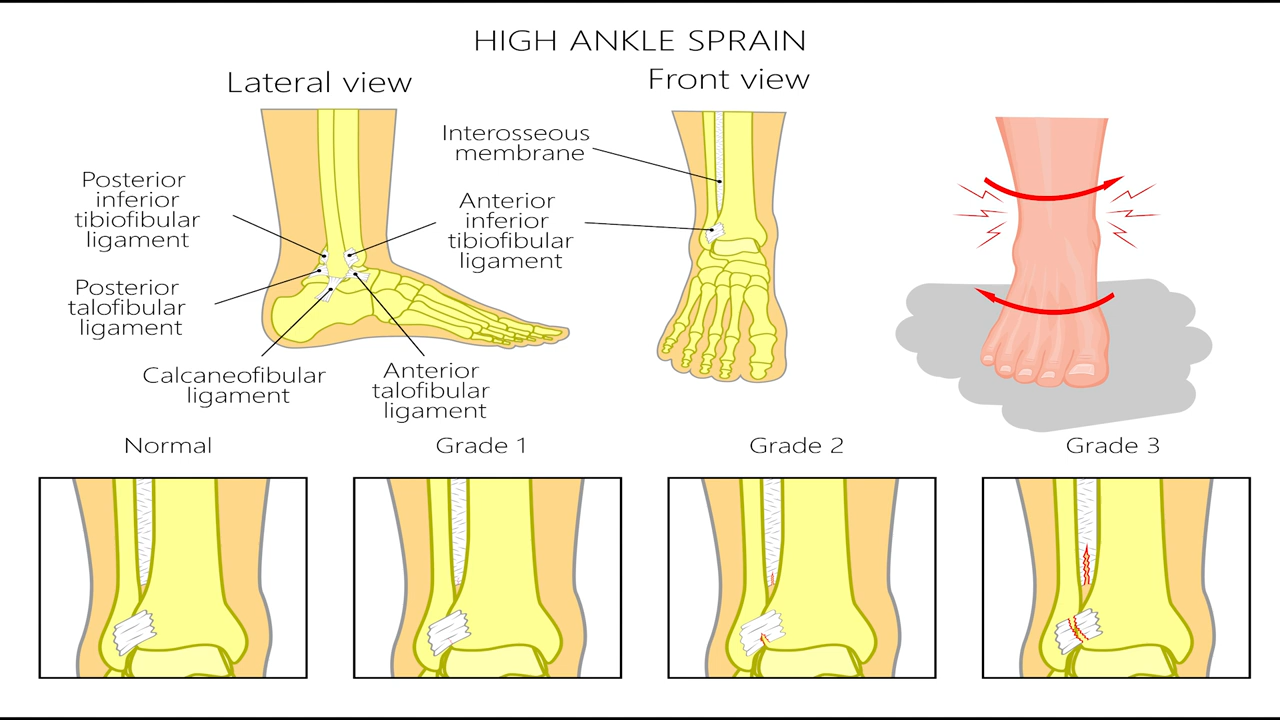 HIGH ANKLE SPRAIN
Lateral view
Front view
Interosseous
membrane
Posterior
inferior
tibiofibular
ligament
Anterior
inferior
tibiofibular
ligament
Posterior
talofibular
ligament
Calcaneofibular
ligament
Anterior
talofibular
ligament
Normal
Grade 1
Grade 2
Grade 3